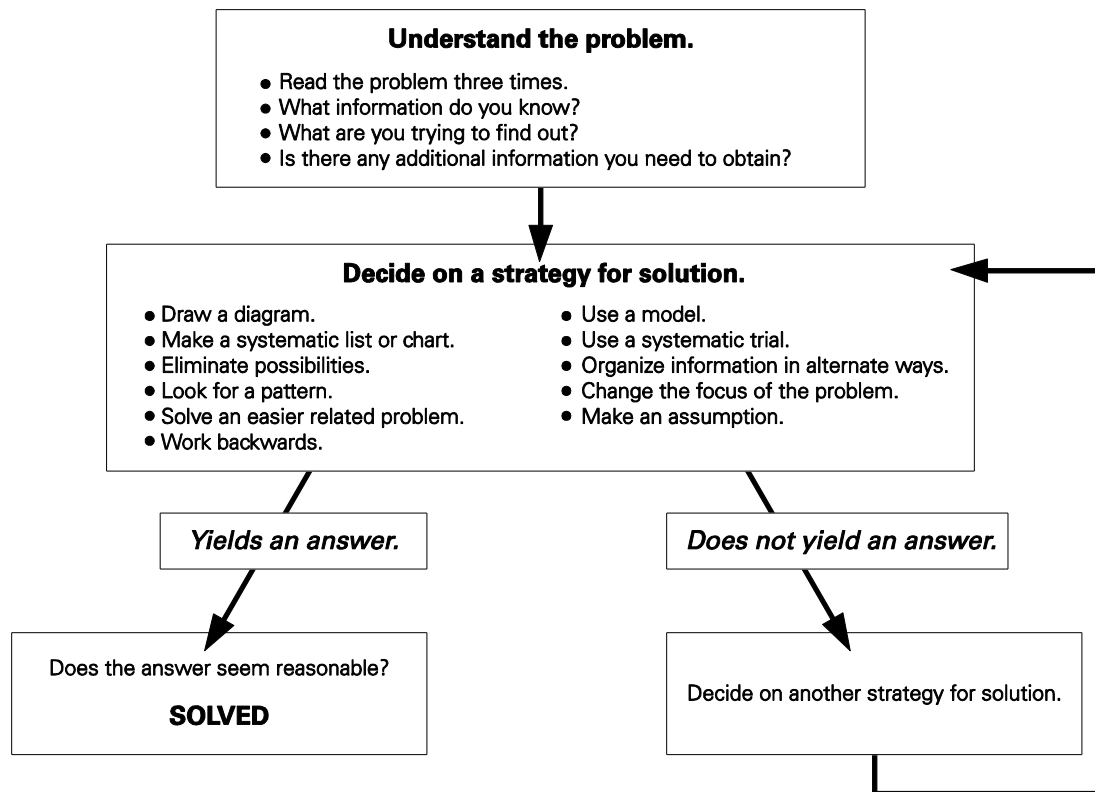 Understand the problem.
● Read the problem three times.
● What information do you know?
● What are you trying to find out?
● Is there any additional information you need to obtain?
Decide on a strategy for solution.
● Draw a diagram.
● Make a systematic list or chart.
● Eliminate possibilities.
● Look for a pattern.
● Solve an easier related problem.
● Work backwards.
● Use a model.
● Use a systematic trial.
● Organize information in alternate ways.
● Change the focus of the problem.
● Make an assumption.
Yields an answer.
Does not yield an answer.
Does the answer seem reasonable?
SOLVED
Decide on another strategy for solution.